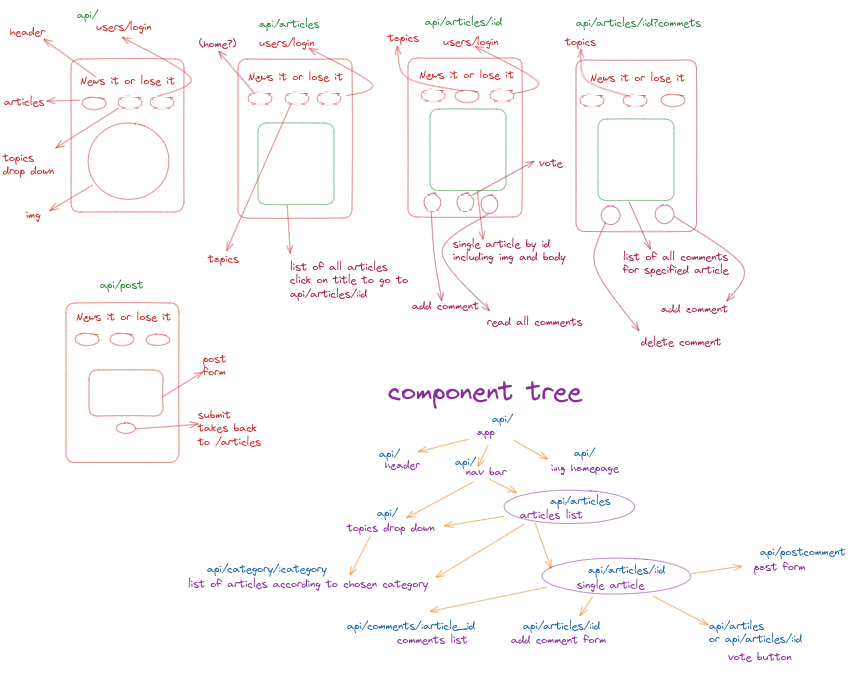 api/
users/login
header
News it or lose it
articles
topics
drop down
img
api/articles
(home?)
users/login
News it or lose it
topics
list of all articles
click on title to go to
api/articles/:id
api/articles/:id
topics
users/login
News it or lose it
vote
single article by id
including img and body
add comment
read all comments
api/articles/:id?commets
topics
News it or lose it
list of all comments
for specified article
add comment
delete comment
api/post
News it or lose it
post
form
submit
takes back
to /articles
component tree
api/
app
api/
header
api/
nav bar
api/
img homepage
api/articles
articles list
api/
topics drop down
api/category/:category
list of articles according to chosen category
api/articles/:id
single article
api/postcomment
post form
api/comments/:article_id
comments list
api/articles/:id
add comment form
api/artiles
or api/articles/:id
vote button